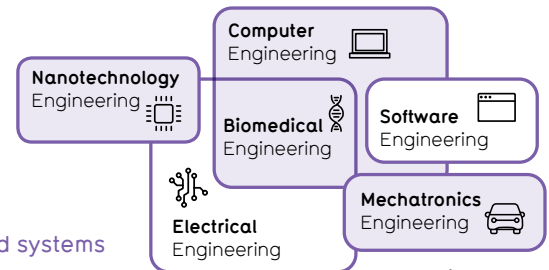 Computer
Engineering
Nanotechnology
Engineering
Biomedical
Engineering
Software
Engineering
Mechatronics
Engineering
Electrical
Engineering
d systems